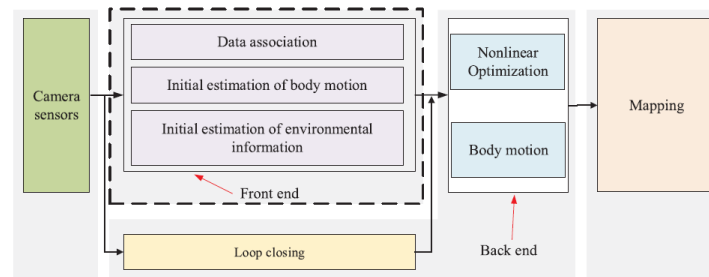 Camera
sensors
Data association
Initial estimation of body motion
Initial estimation of environmental
information
Front end
Loop closing
Nonlinear
Optimization
Body motion
Back end
Mapping